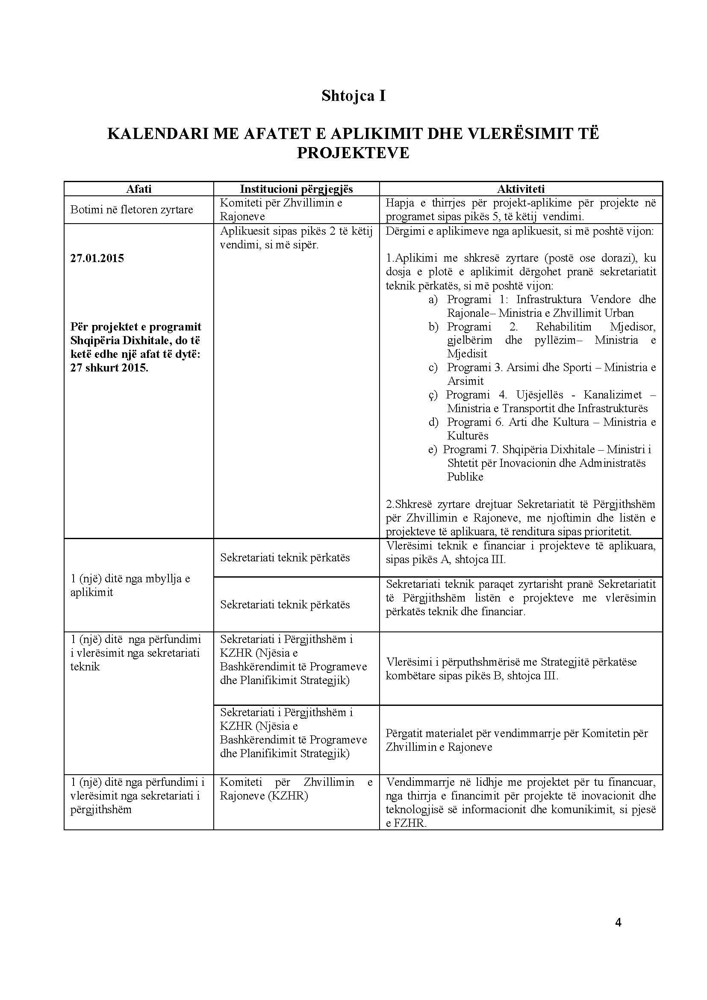 Shtojca I
KALENDARI ME AFATET E APLIKIMIT DHE VLERËSIMIT TË
PROJEKTEVE
Afati
Institucioni përgjegjës
Aktiviteti
Botimi në fletoren zyrtare
Komiteti për Zhvillimin e
Rajoneve
Hapja e thirrjes për projekt-aplikime për projekte në
programet sipas pikës 5, të këtij vendimi.
27.01.2015
Për projektet e programit
Shqipëria Dixhitale, do të
ketë edhe një afat të dytë:
27 shkurt 2015.
Aplikuesit sipas pikës 2 të këtij
vendimi, si më sipër.
Dërgimi e aplikimeve nga aplikuesit, si më poshtë vijon:
1.Aplikimi me shkresë zyrtare (postë ose dorazi), ku
dosja e plotë e aplikimit dërgohet pranë sekretariatit
teknik përkatës, si më poshtë vijon:
a) Programi 1: Infrastruktura Vendore dhe
Rajonale– Ministria e Zhvillimit Urban
b) Programi 2. Rehabilitim Mjedisor,
gjelbërim dhe pyllëzim– Ministria e
Mjedisit
c) Programi 3. Arsimi dhe Sporti – Ministria e
Arsimit
ç) Programi 4. Ujësjellës - Kanalizimet –
Ministria e Transportit dhe Infrastrukturës
d) Programi 6. Arti dhe Kultura – Ministria e
Kulturës
e) Programi 7. Shqipëria Dixhitale – Ministri i
Shtetit për Inovacionin dhe Administratës
Publike
2.Shkresë zyrtare drejtuar Sekretariatit të Përgjithshëm
për Zhvillimin e Rajoneve, me njoftimin dhe listën e
projekteve të aplikuara, të renditura sipas prioritetit.
1 (një) ditë nga mbyllja e
aplikimit
Sekretariati teknik përkatës
Vlerësimi teknik e financiar i projekteve të aplikuara,
sipas pikës A, shtojca III.
Sekretariati teknik përkatës
Sekretariati teknik paraqet zyrtarisht pranë Sekretariatit
të Përgjithshëm listën e projekteve me vlerësimin
përkatës teknik dhe financiar.
1 (një) ditë nga përfundimi
i vlerësimit nga sekretariati
teknik
Sekretariati i Përgjithshëm i
KZHR (Njësia e
Bashkërendimit të Programeve
dhe Planifikimit Strategjik)
Vlerësimi i përputhshmërisë me Strategjitë përkatëse
kombëtare sipas pikës B, shtojca III.
Sekretariati i Përgjithshëm i
KZHR (Njësia e
Bashkërendimit të Programeve
dhe Planifikimit Strategjik)
Përgatit materialet për vendimmarrje për Komitetin për
Zhvillimin e Rajoneve
1 (një) ditë nga përfundimi i
vlerësimit nga sekretariati i
përgjithshëm
Komiteti për Zhvillimin e
Rajoneve (KZHR)
Vendimmarrje në lidhje me projektet për tu financuar,
nga thirrja e financimit për projekte të inovacionit dhe
teknologjisë së informacionit dhe komunikimit, si pjesë
e FZHR.
4